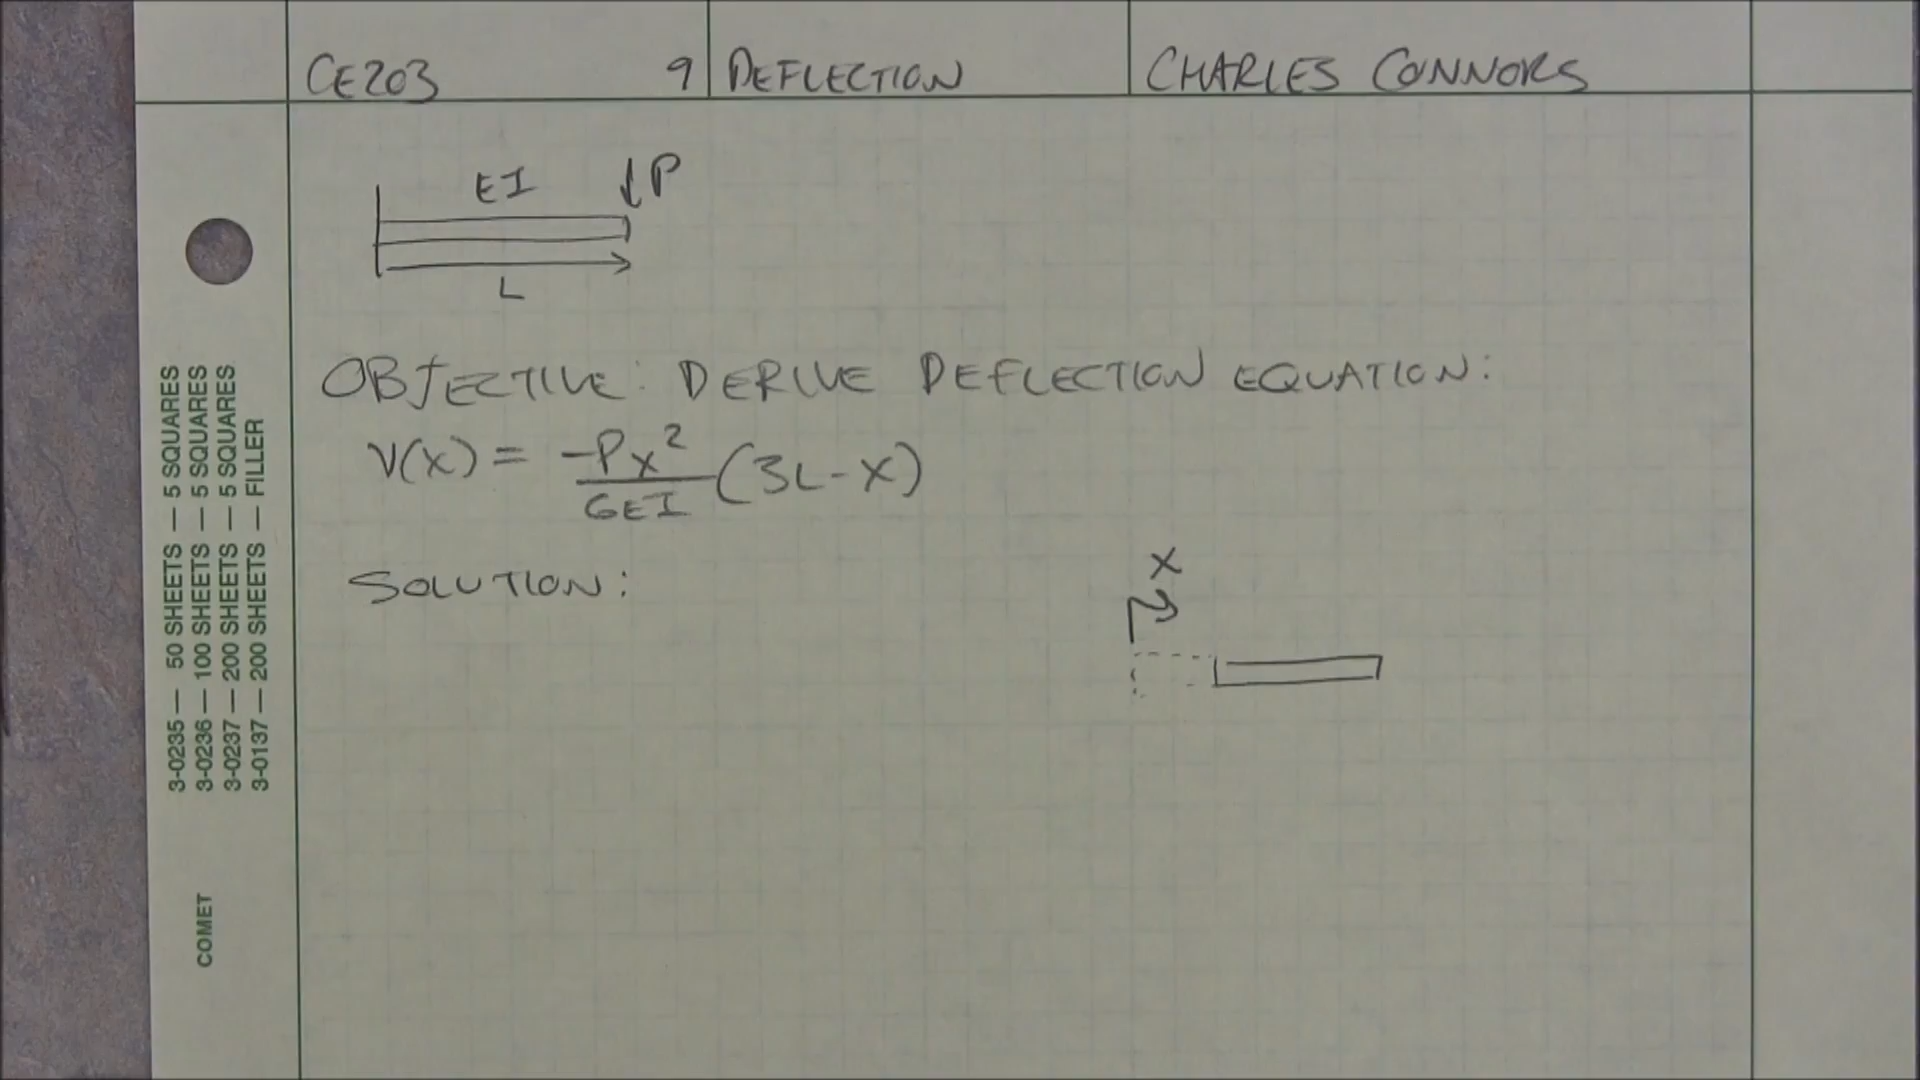 CE203 9 DEFLECTION CHARLES CONNORS
EI ↓P
L
OBJECTIVE: DERIVE DEFLECTION EQUATION:
V(X) = -PX²/6EI (3L-X)
SOLUTION:
X
3-0235 — 50 SHEETS — 5 SQUARES
3-0236 — 100 SHEETS — 5 SQUARES
3-0237 — 200 SHEETS — 5 SQUARES
3-0137 — 200 SHEETS — FILLER
COMET